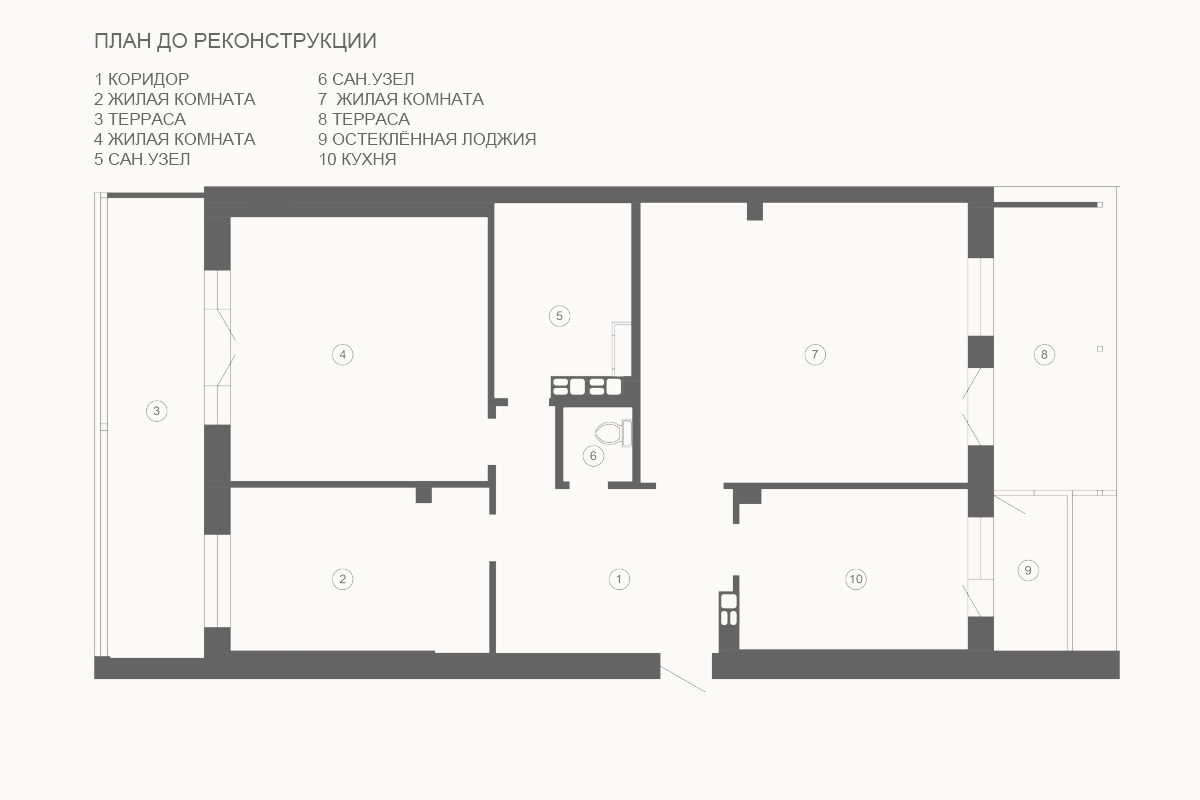 ПЛАН ДО РЕКОНСТРУКЦИИ
1 КОРИДОР
2 ЖИЛАЯ КОМНАТА
3 ТЕРРАСА
4 ЖИЛАЯ КОМНАТА
5 САН.УЗЕЛ
6 САН.УЗЕЛ
7 ЖИЛАЯ КОМНАТА
8 ТЕРРАСА
9 ОСТЕКЛЁННАЯ ЛОДЖИЯ
10 КУХНЯ
5
4
7
8
3
6
2
1
10
9